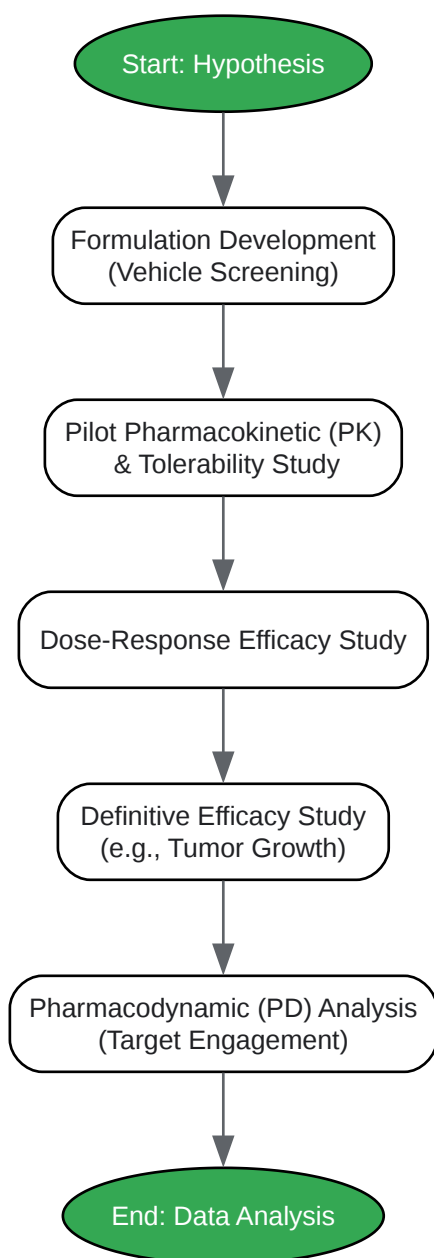 Start: Hypothesis
Formulation Development
(Vehicle Screening)
Pilot Pharmacokinetic (PK)
& Tolerability Study
Dose-Response Efficacy Study
Definitive Efficacy Study
(e.g., Tumor Growth)
Pharmacodynamic (PD) Analysis
(Target Engagement)
End: Data Analysis